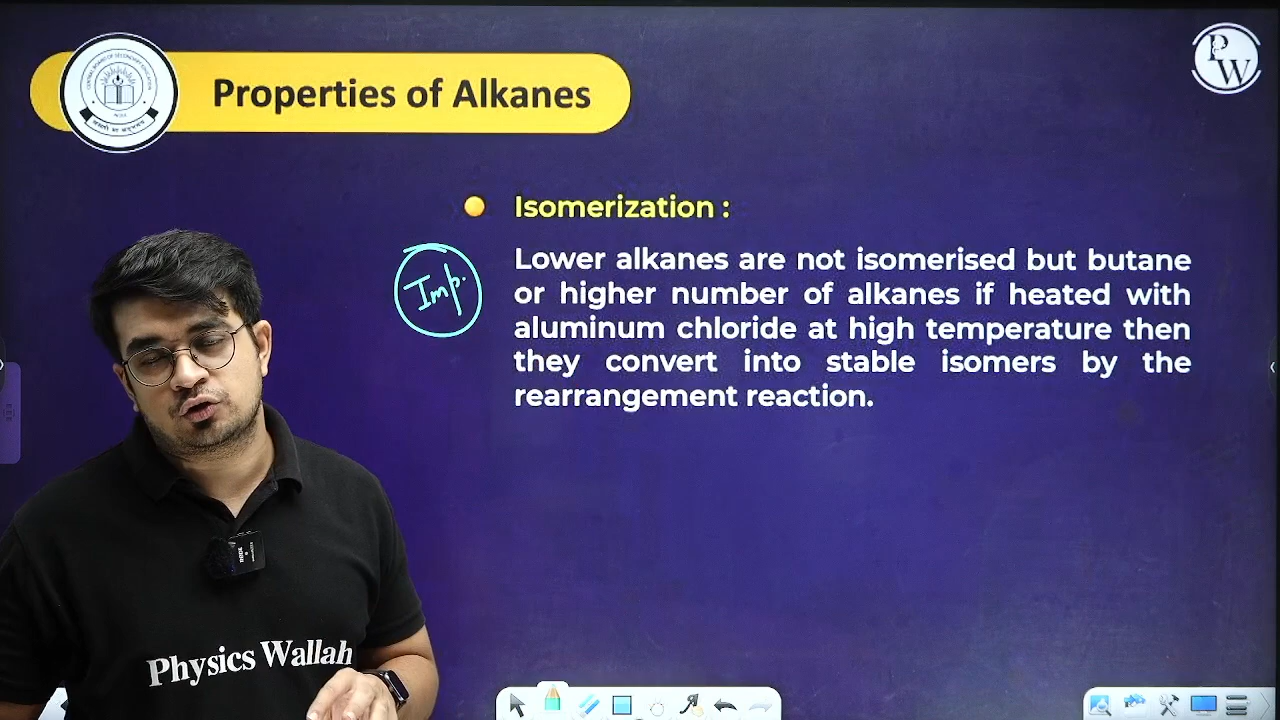 Properties of Alkanes
PW
Isomerization :
Imp.
Lower alkanes are not isomerised but butane
or higher number of alkanes if heated with
aluminum chloride at high temperature then
they convert into stable isomers by the
rearrangement reaction.
Physics Wallah